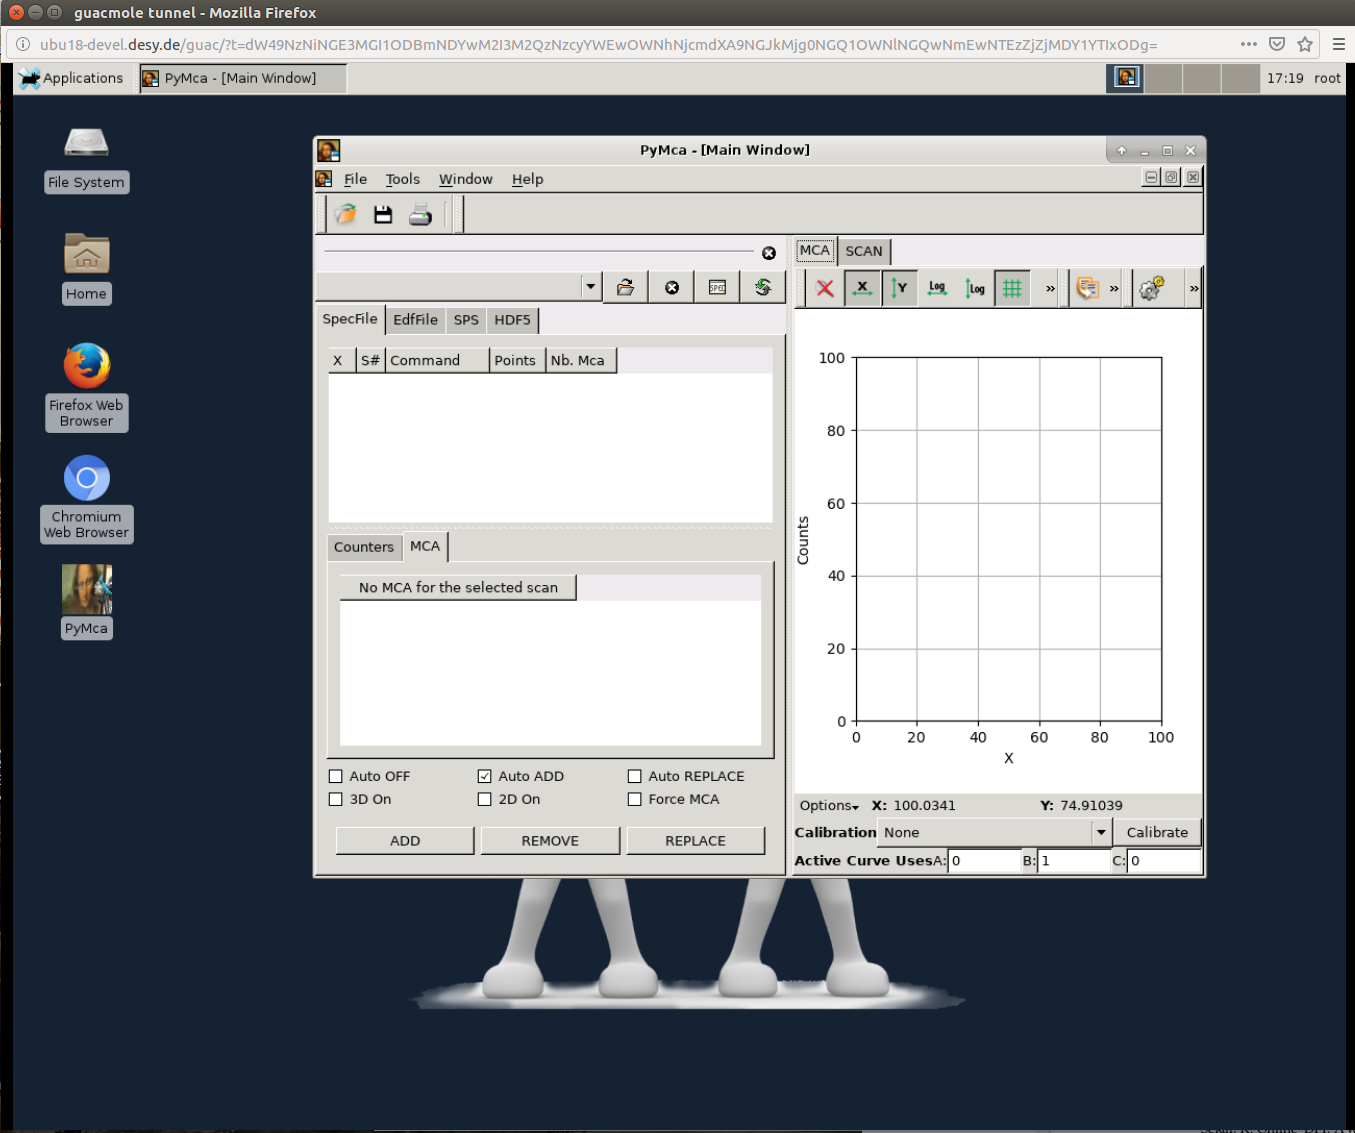 guacmole tunnel - Mozilla Firefox
ubu18-devel.desy.de/guac/?t=dW49NzNiNGE3MGI1ODBmNDYwM2I3M2QzNzcyYWEwOWNhNjcmdXA9NGJkMjg0NGQ1OWNlNGQwNmEwNTEzZjZjMDY1YTIxODg=
Applications
PyMca - [Main Window]
17:19 root
File System
Home
Firefox Web
Browser
Chromium
Web Browser
PyMca
PyMca - [Main Window]
File Tools Window Help
SPEC
SpecFile EdfFile SPS HDF5
X S# Command Points Nb. Mca
Counters MCA
No MCA for the selected scan
Auto OFF Auto ADD Auto REPLACE
3D On 2D On Force MCA
ADD REMOVE REPLACE
MCA SCAN
X Y Log Log » » »
100
80
60
40
20
0
Counts
0 20 40 60 80 100
X
Options X: 100.0341 Y: 74.91039
Calibration None Calibrate
Active Curve Uses A: 0 B: 1 C: 0